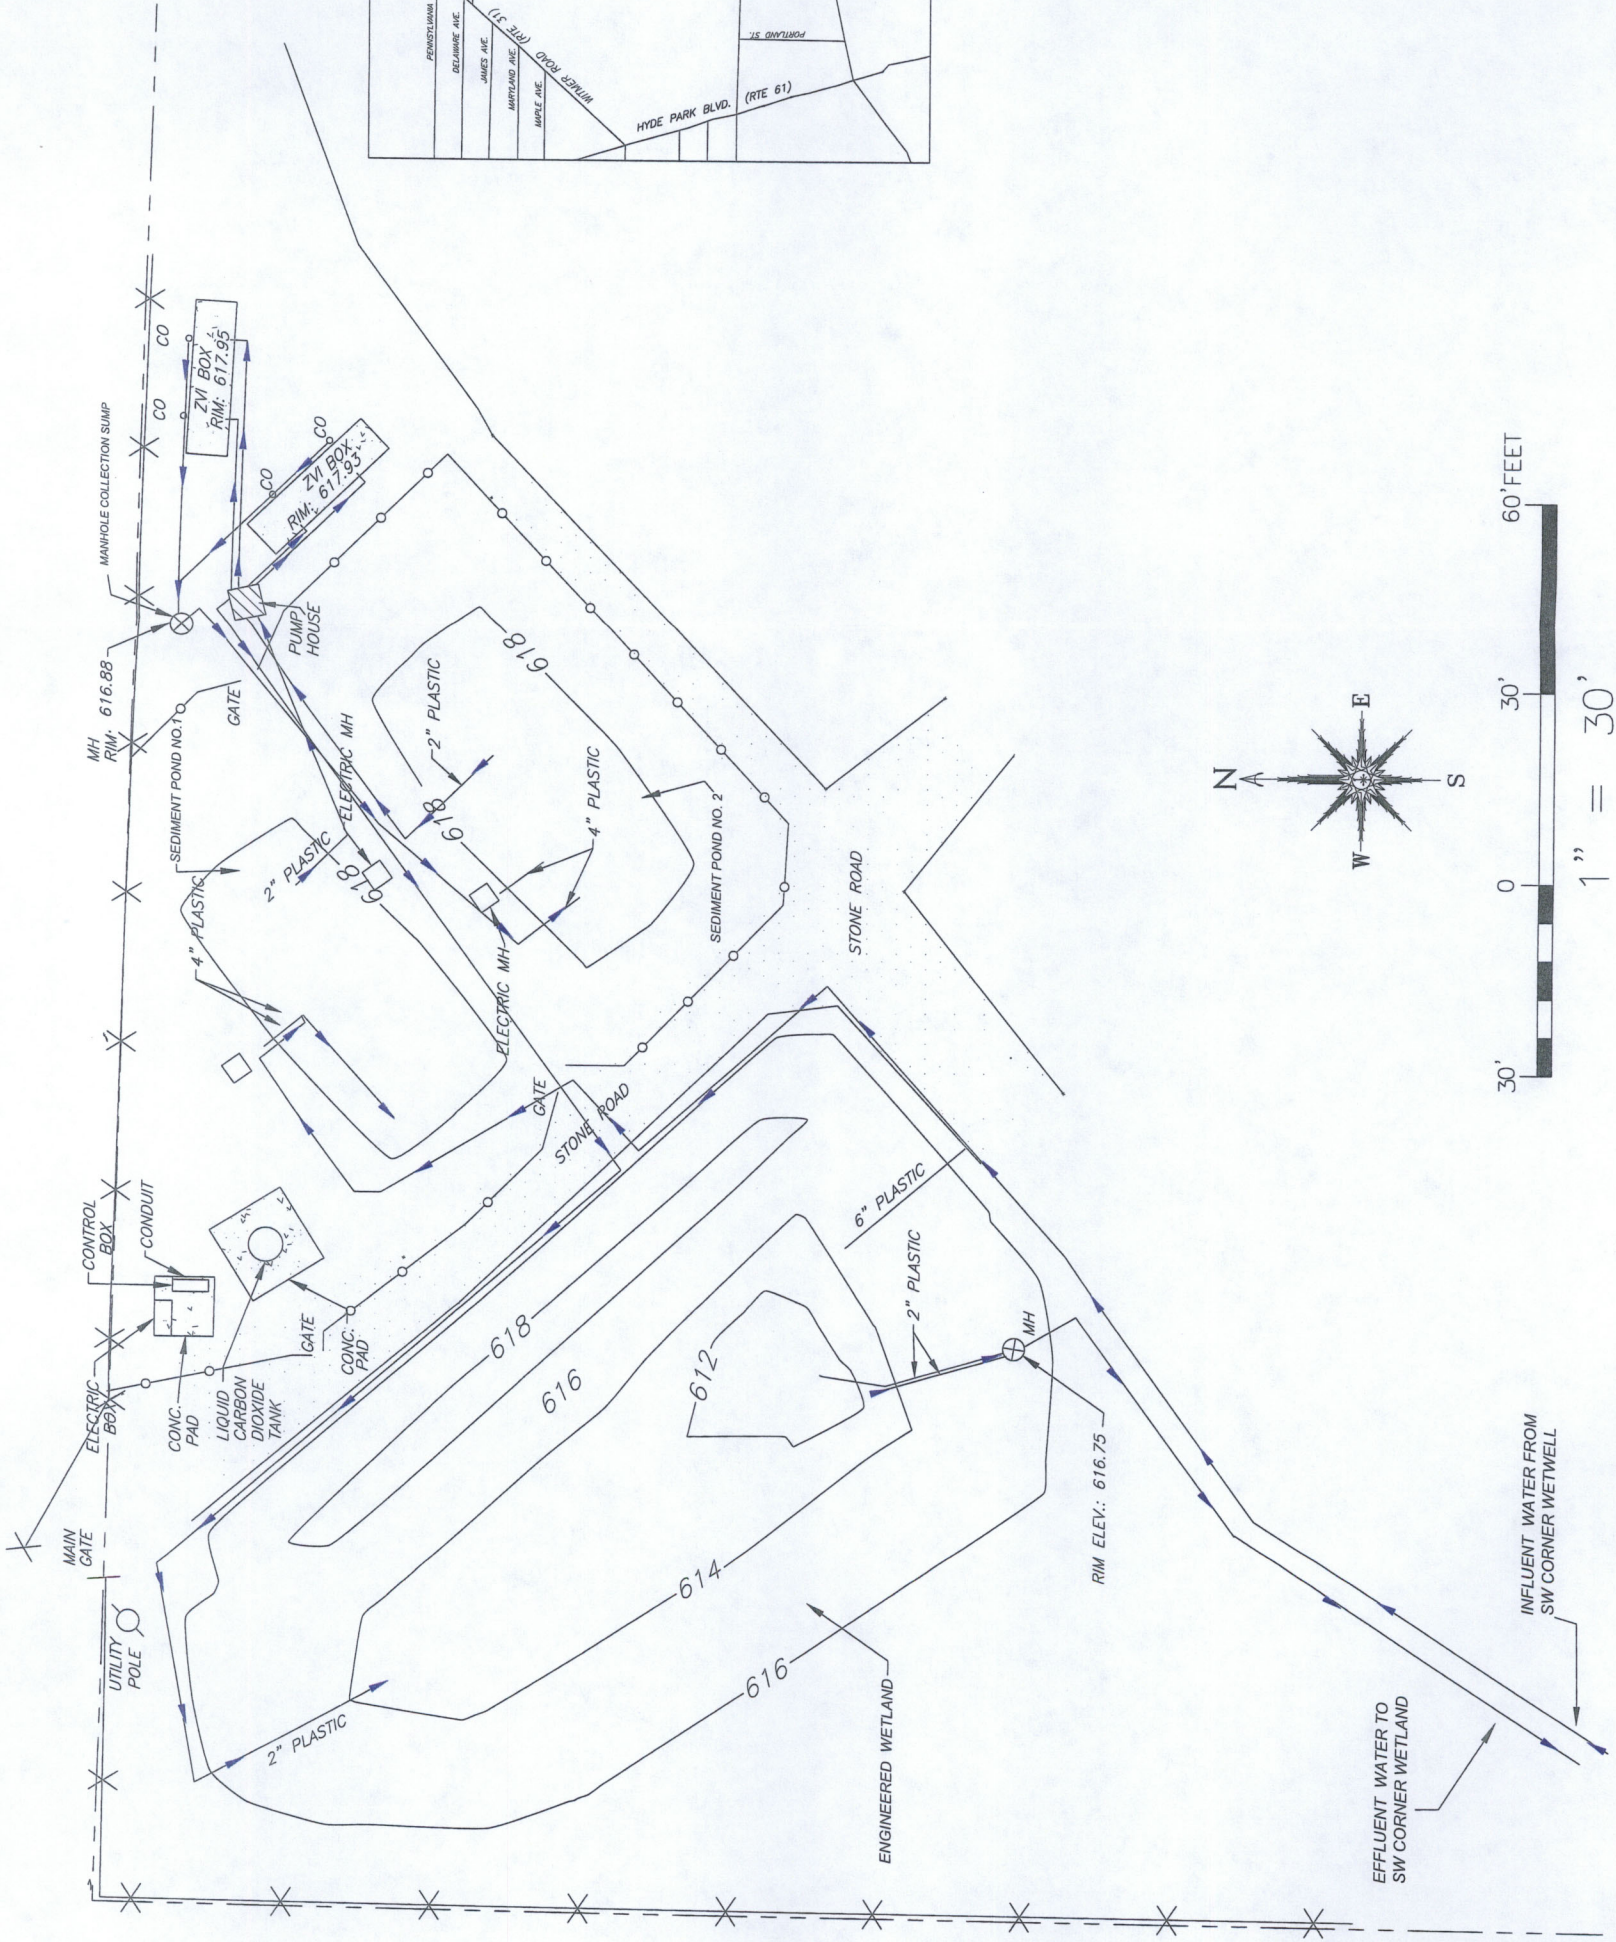 PENNSYLVANIA
DELAWARE AVE.
JAMES AVE.
MARYLAND AVE.
MAPLE AVE.
WITMER ROAD (RTE 31)
HYDE PARK BLVD. (RTE 61)
PORTLAND ST.
MANHOLE COLLECTION SUMP
MH
RIM: 616.88
CO
CO
ZVI BOX
RIM: 617.95
CO
CO
ZVI BOX
RIM: 617.93
PUMP
HOUSE
GATE
SEDIMENT POND NO.1
ELECTRIC MH
2" PLASTIC
618
4" PLASTIC
2" PLASTIC
618
618
4" PLASTIC
SEDIMENT POND NO. 2
ELECTRIC MH
STONE ROAD
GATE
STONE ROAD
CONTROL
BOX
CONDUIT
ELECTRIC
BOX
CONC.
PAD
LIQUID
CARBON
DIOXIDE
TANK
GATE
CONC.
PAD
MAIN
GATE
UTILITY
POLE
618
616
612
6" PLASTIC
2" PLASTIC
MH
RIM ELEV.: 616.75
614
616
2" PLASTIC
ENGINEERED WETLAND
EFFLUENT WATER TO
SW CORNER WETLAND
INFLUENT WATER FROM
SW CORNER WETWELL
N
E
S
W
30'
0
30'
60'FEET
1" = 30'